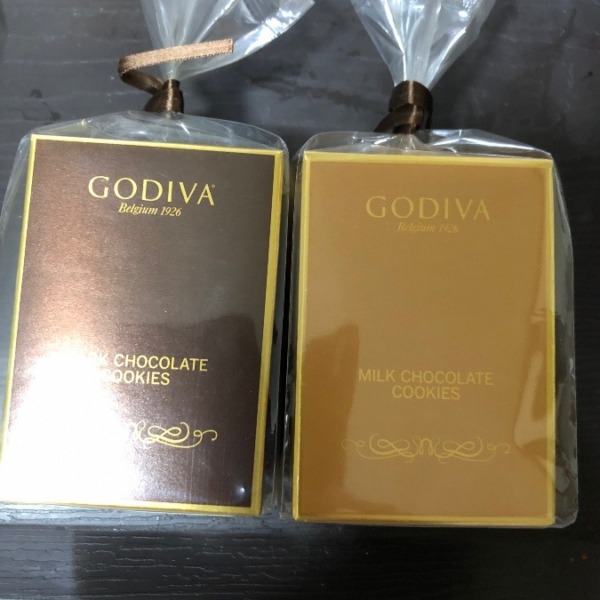 GODIVA
Belgium 1926
CHOCOLATE
COOKIES
GODIVA
Belgium 1926
MILK CHOCOLATE
COOKIES